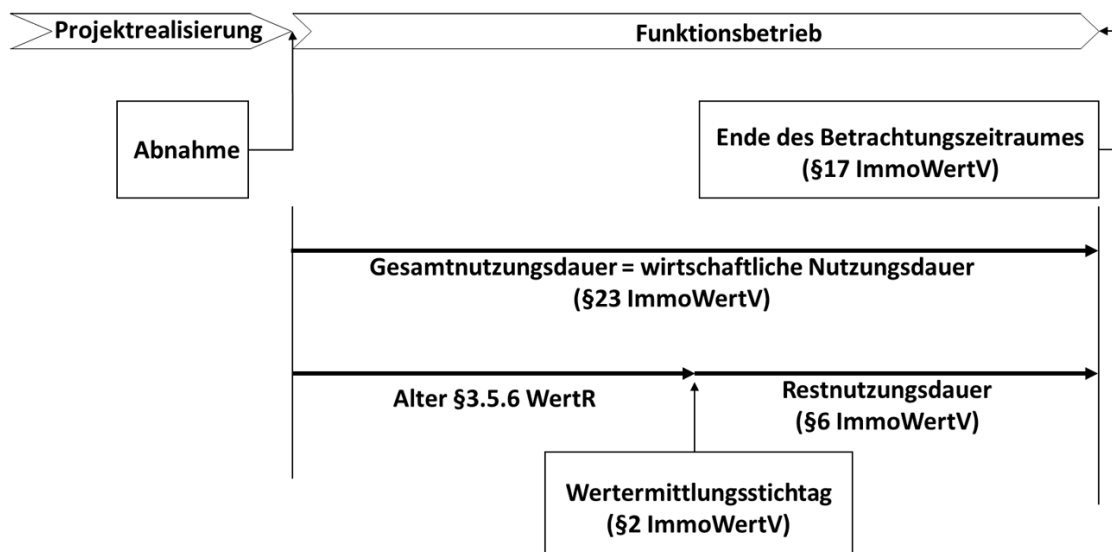 Projektrealisierung
Funktionsbetrieb
Abnahme
Ende des Betrachtungszeitraumes
(§17 ImmoWertV)
Gesamtnutzungsdauer = wirtschaftliche Nutzungsdauer
(§23 ImmoWertV)
Alter §3.5.6 WertR
Restnutzungsdauer
(§6 ImmoWertV)
Wertermittlungsstichtag
(§2 ImmoWertV)